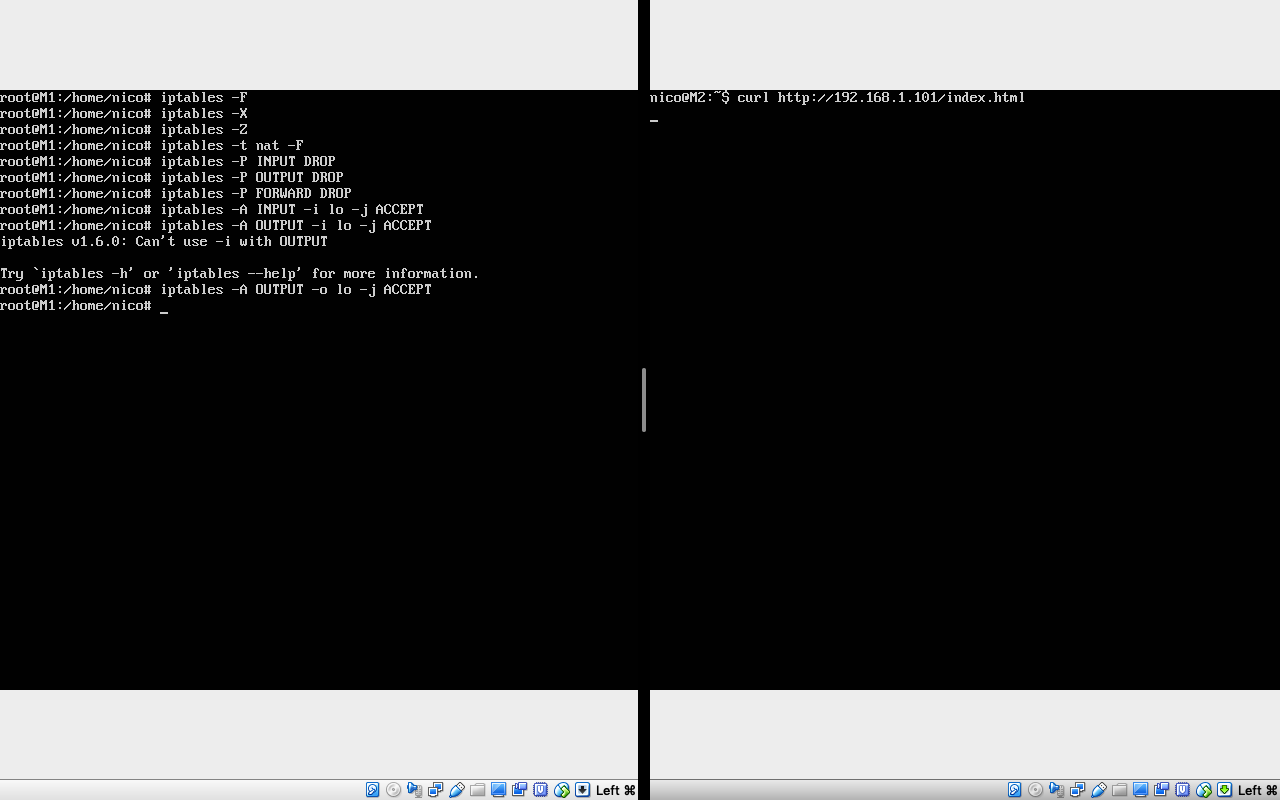 root@M1:/home/nico# iptables -F
root@M1:/home/nico# iptables -X
root@M1:/home/nico# iptables -Z
root@M1:/home/nico# iptables -t nat -F
root@M1:/home/nico# iptables -P INPUT DROP
root@M1:/home/nico# iptables -P OUTPUT DROP
root@M1:/home/nico# iptables -P FORWARD DROP
root@M1:/home/nico# iptables -A INPUT -i lo -j ACCEPT
root@M1:/home/nico# iptables -A OUTPUT -i lo -j ACCEPT
iptables v1.6.0: Can't use -i with OUTPUT
Try `iptables -h' or 'iptables --help' for more information.
root@M1:/home/nico# iptables -A OUTPUT -o lo -j ACCEPT
root@M1:/home/nico# _
Left ⌘
nico@M2:~$ curl http://192.168.1.101/index.html
_
Left ⌘